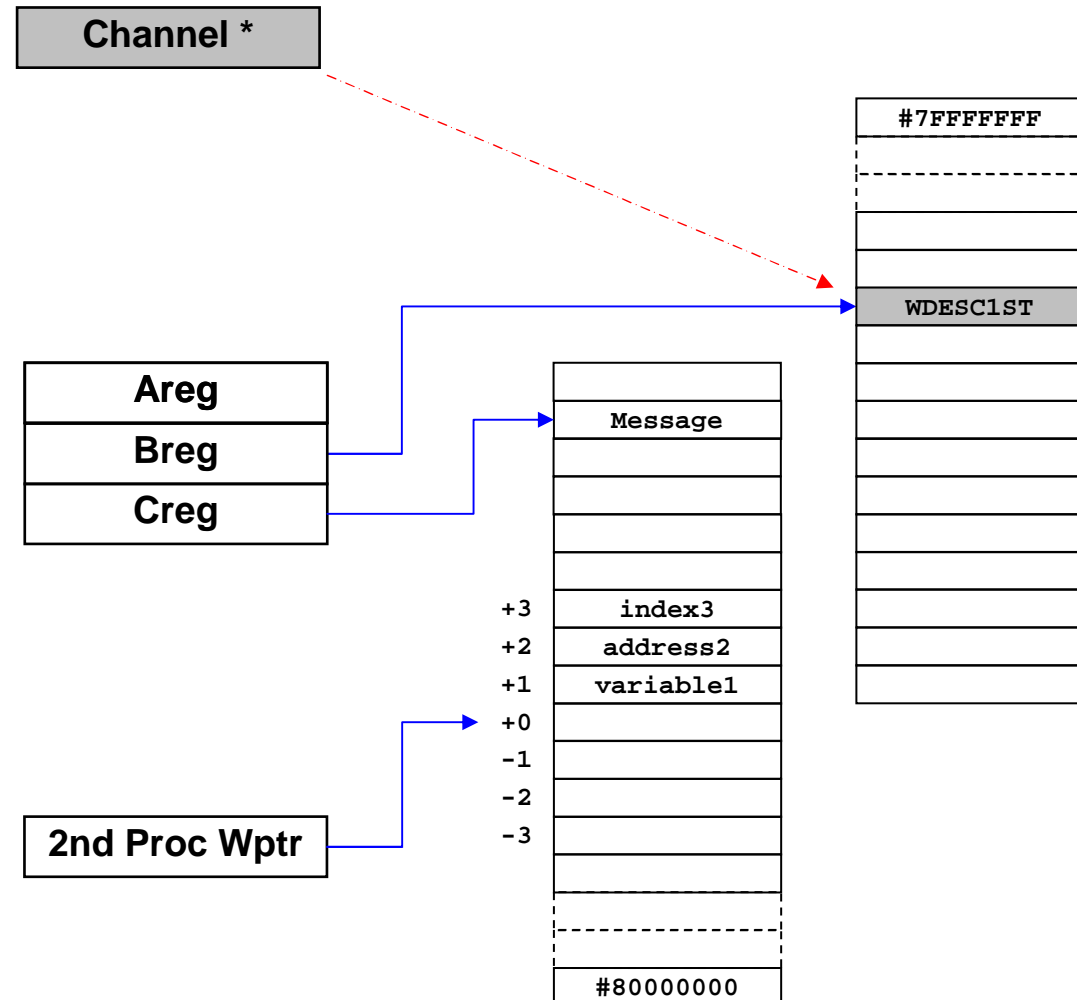 Channel *
#7FFFFFFF
WDESC1ST
Areg
Breg
Creg
Message
+3 index3
+2 address2
+1 variable1
+0
-1
-2
-3
2nd Proc Wptr
#80000000